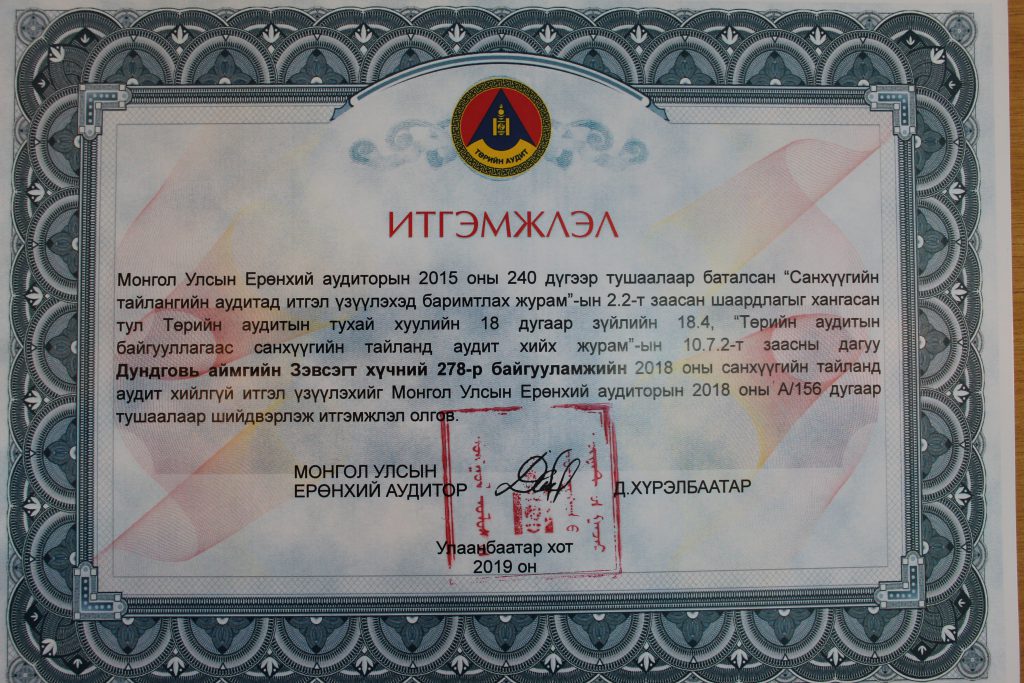 ТӨРИЙН АУДИТ
ИТГЭМЖЛЭЛ
Монгол Улсын Ерөнхий аудиторын 2015 оны 240 дүгээр тушаалаар баталсан “Санхүүгийн
тайлангийн аудитад итгэл үзүүлэхэд баримтлах журам”-ын 2.2-т заасан шаардлагыг хангасан
тул Төрийн аудитын тухай хуулийн 18 дугаар зүйлийн 18.4, “Төрийн аудитын
байгууллагаас санхүүгийн тайланд аудит хийх журам”-ын 10.7.2-т заасны дагуу
Дундговь аймгийн Зэвсэгт хүчний 278-р байгууламжийн 2018 оны санхүүгийн тайланд
аудит хийлгүй итгэл үзүүлэхийг Монгол Улсын Ерөнхий аудиторын 2018 оны А/156 дугаар
тушаалаар шийдвэрлэж итгэмжлэл олгов.
МОНГОЛ УЛСЫН
ЕРӨНХИЙ АУДИТОР Д.ХҮРЭЛБААТАР
Улаанбаатар хот
2019 он